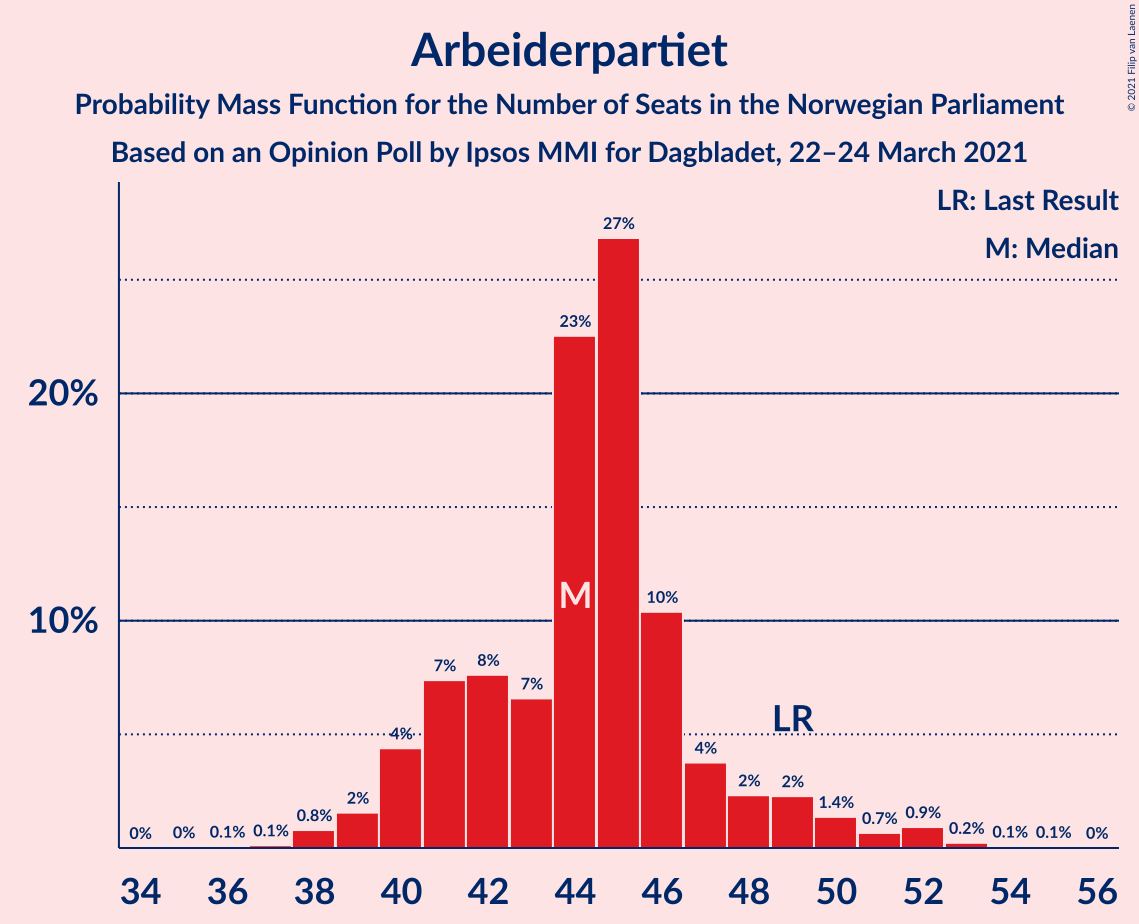 Arbeiderpartiet
Probability Mass Function for the Number of Seats in the Norwegian Parliament
Based on an Opinion Poll by Ipsos MMI for Dagbladet, 22–24 March 2021
© 2021 Filip van Laenen
LR: Last Result
M: Median
20%
10%
0%
0%
0.1%
0.1%
0.8%
2%
4%
7%
8%
7%
23%
27%
10%
4%
2%
2%
1.4%
0.7%
0.9%
0.2%
0.1%
0.1%
0%
M
LR
34 36 38 40 42 44 46 48 50 52 54 56